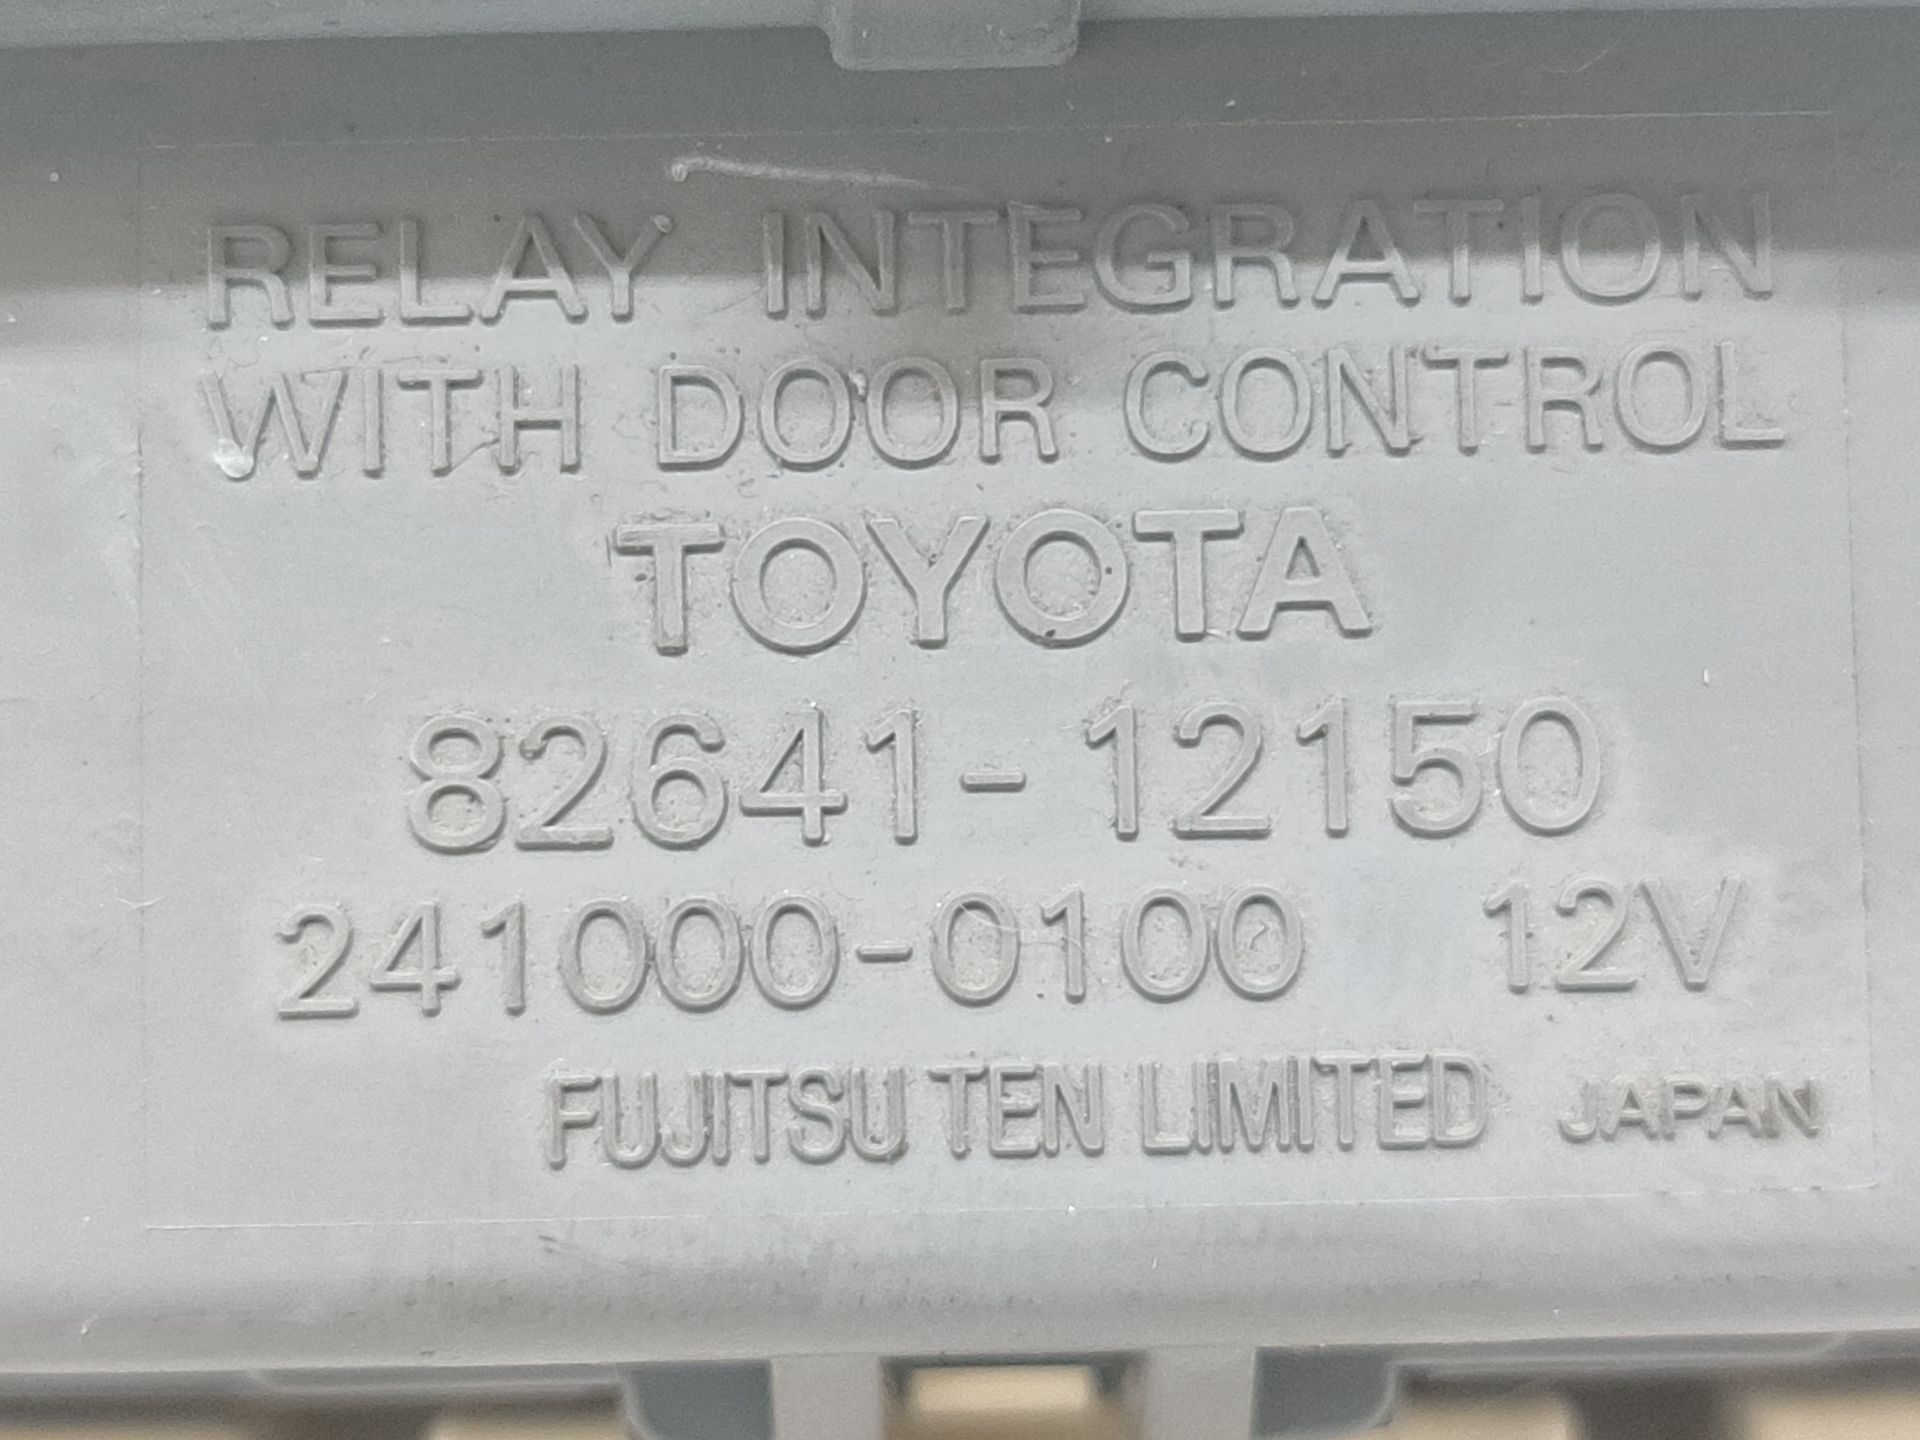 RELAY INTEGRATION
WITH DOOR CONTROL
TOYOTA
82641-12150
241000-0100 12V
FUJITSU TEN LIMITED JAPAN